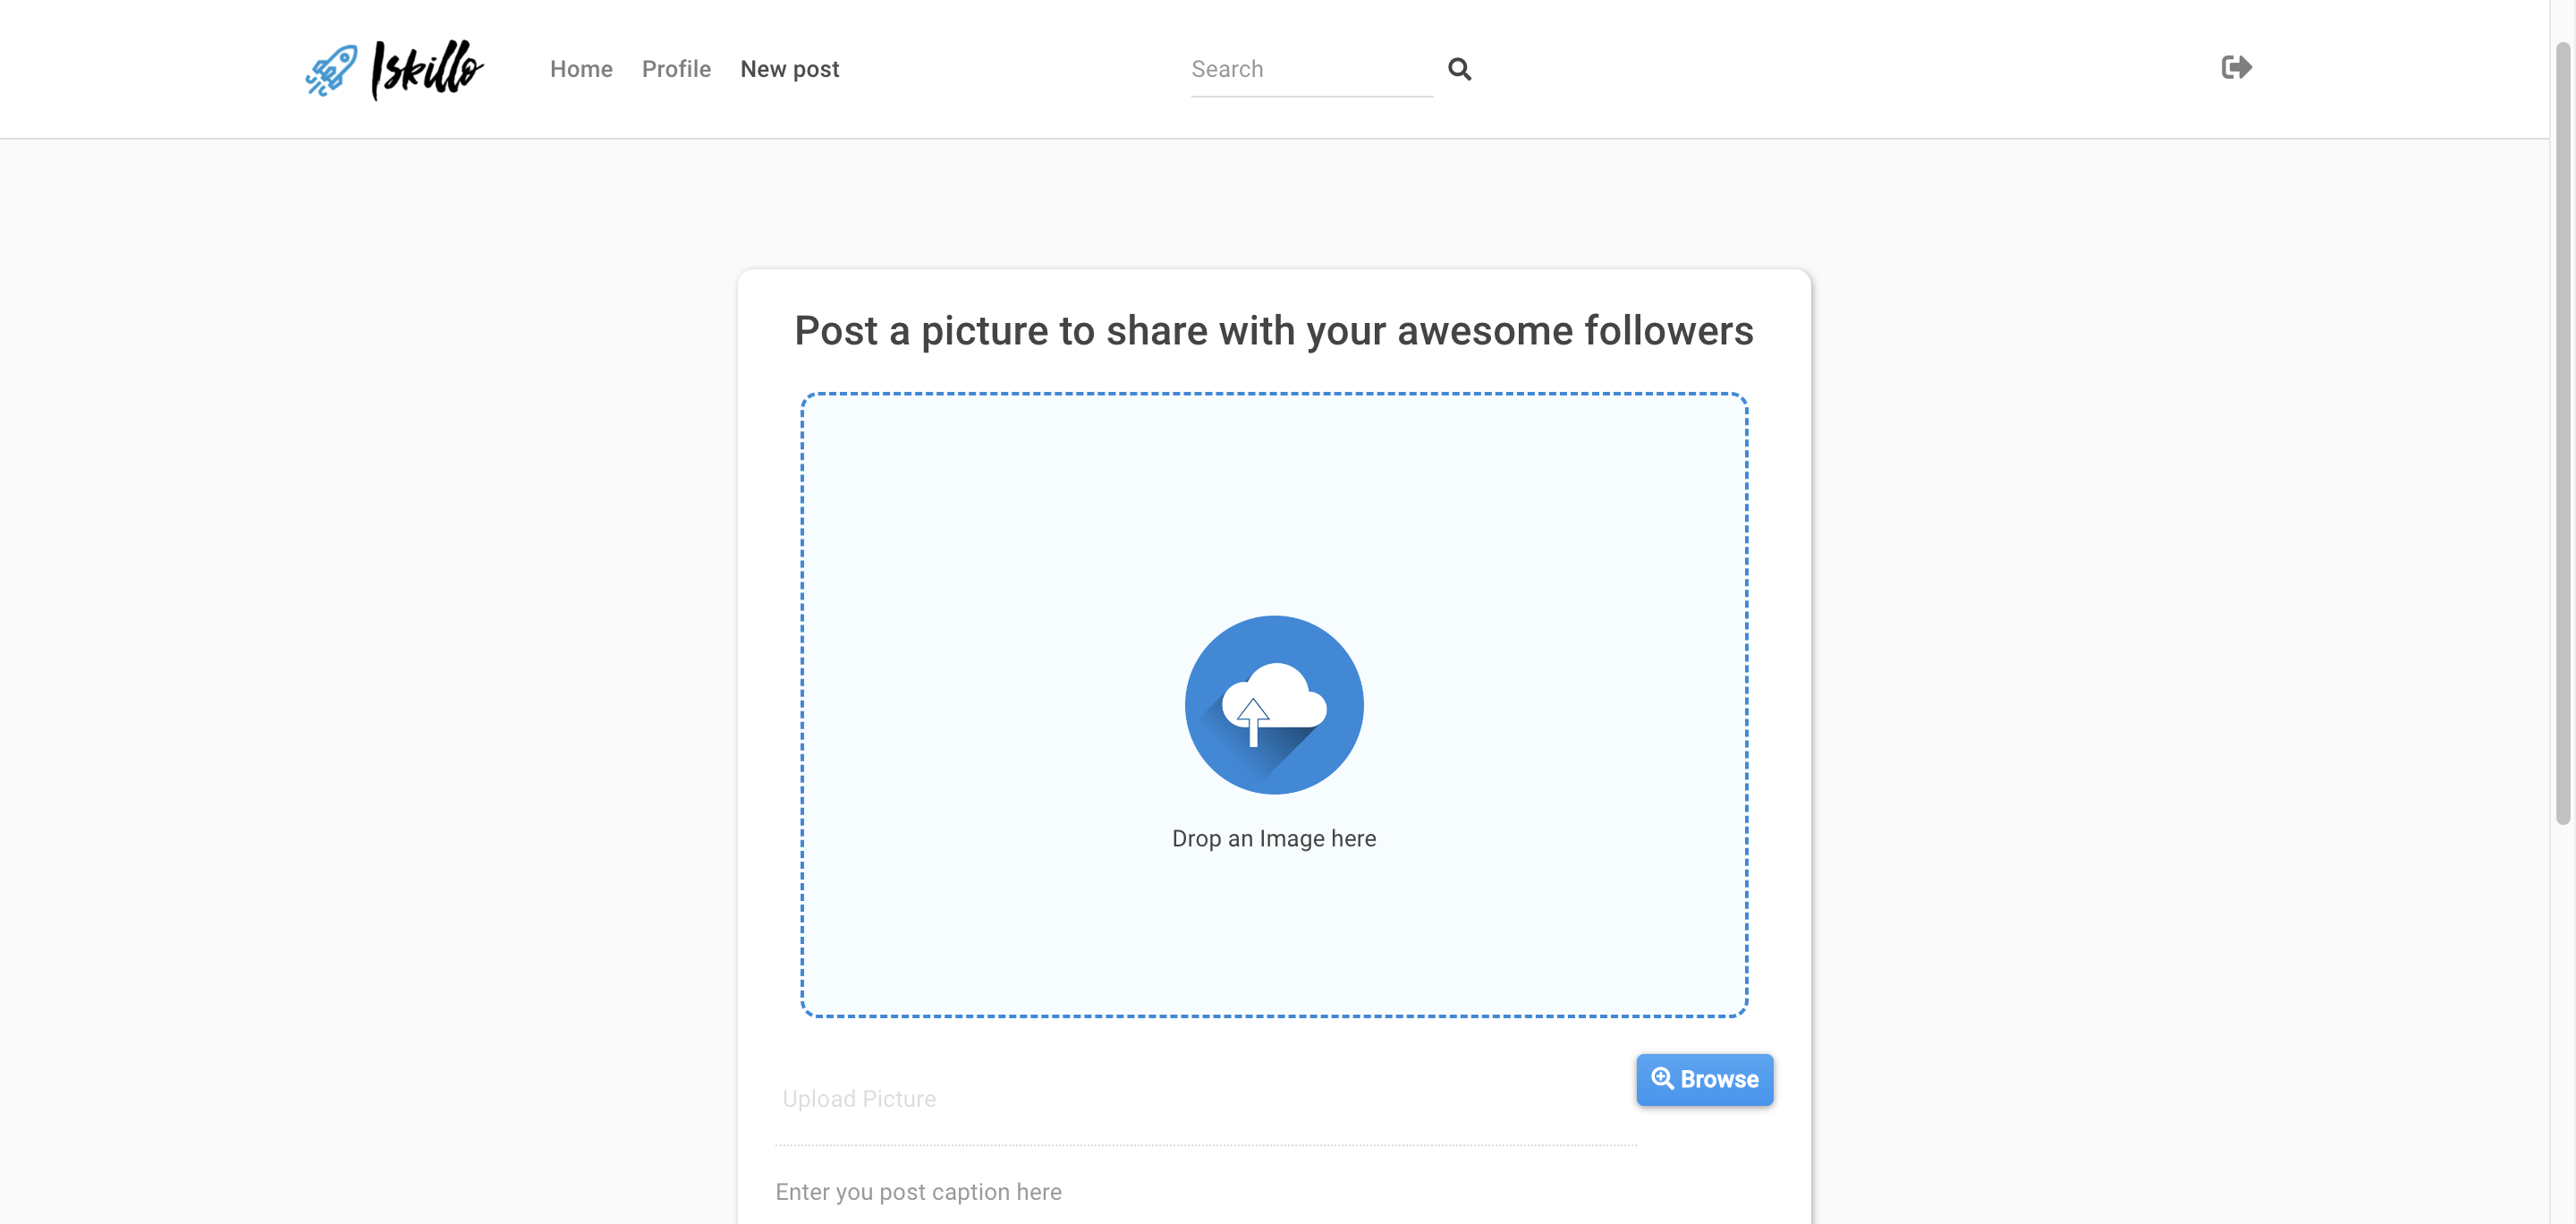 Iskillo
Home Profile New post
Search
Post a picture to share with your awesome followers
Drop an Image here
Browse
Upload Picture
Enter you post caption here